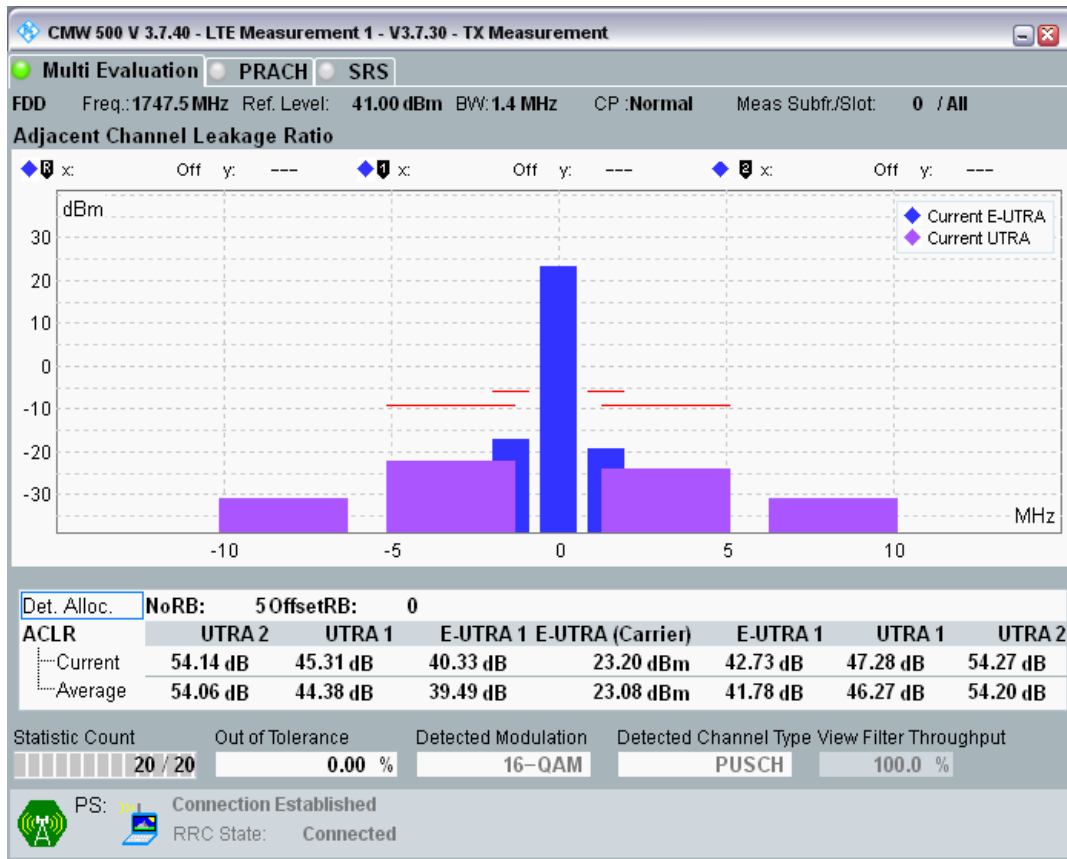 CMW 500 V 3.7.40 - LTE Measurement 1 - V3.7.30 - TX Measurement
Multi Evaluation PRACH SRS
FDD Freq.: 1747.5 MHz Ref. Level: 41.00 dBm BW: 1.4 MHz CP : Normal Meas Subfr./Slot: 0 / All
Adjacent Channel Leakage Ratio
R x: Off y: --- 1 x: Off y: --- 2 x: Off y: ---
dBm
Current E-UTRA
Current UTRA
30
20
10
0
-10
-20
-30
MHz
-10 -5 0 5 10
Det. Alloc. NoRB: 5 OffsetRB: 0
ACLR UTRA 2 UTRA 1 E-UTRA 1 E-UTRA (Carrier) E-UTRA 1 UTRA 1 UTRA 2
Current 54.14 dB 45.31 dB 40.33 dB 23.20 dBm 42.73 dB 47.28 dB 54.27 dB
Average 54.06 dB 44.38 dB 39.49 dB 23.08 dBm 41.78 dB 46.27 dB 54.20 dB
Statistic Count Out of Tolerance Detected Modulation Detected Channel Type View Filter Throughput
20 / 20 0.00 % 16-QAM PUSCH 100.0 %
PS: Connection Established
RRC State: Connected